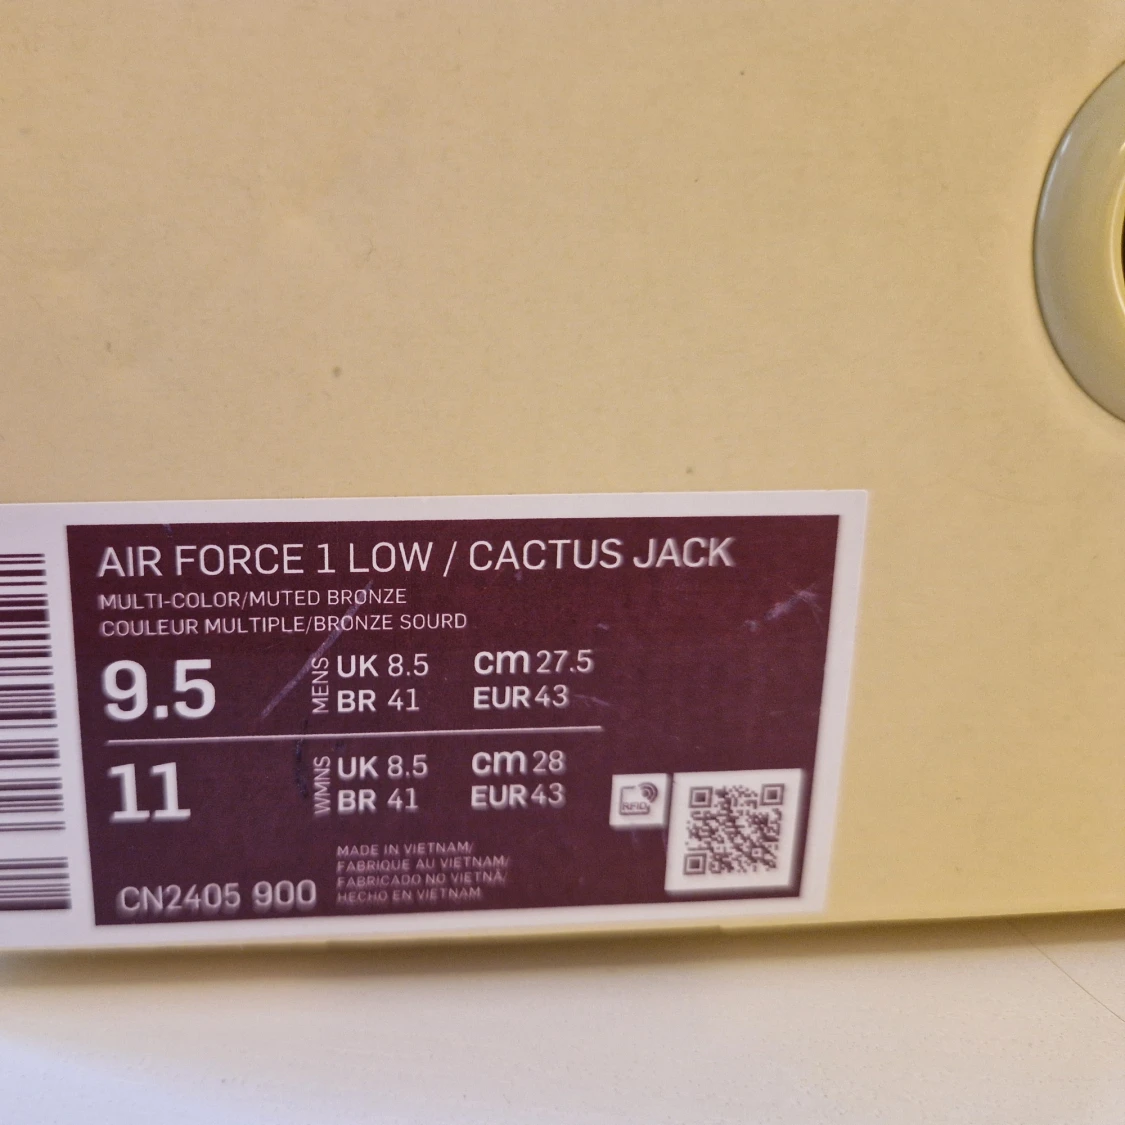 AIR FORCE 1 LOW / CACTUS JACK
MULTI-COLOR/MUTED BRONZE
COULEUR MULTIPLE/BRONZE SOURD
9.5 MENS UK 8.5 cm 27.5
BR 41 EUR 43
11 WMNS UK 8.5 cm 28
BR 41 EUR 43
MADE IN VIETNAM/
FABRIQUE AU VIETNAM/
FABRICADO NO VIETNÃ/
HECHO EN VIETNAM
CN2405 900
RFID